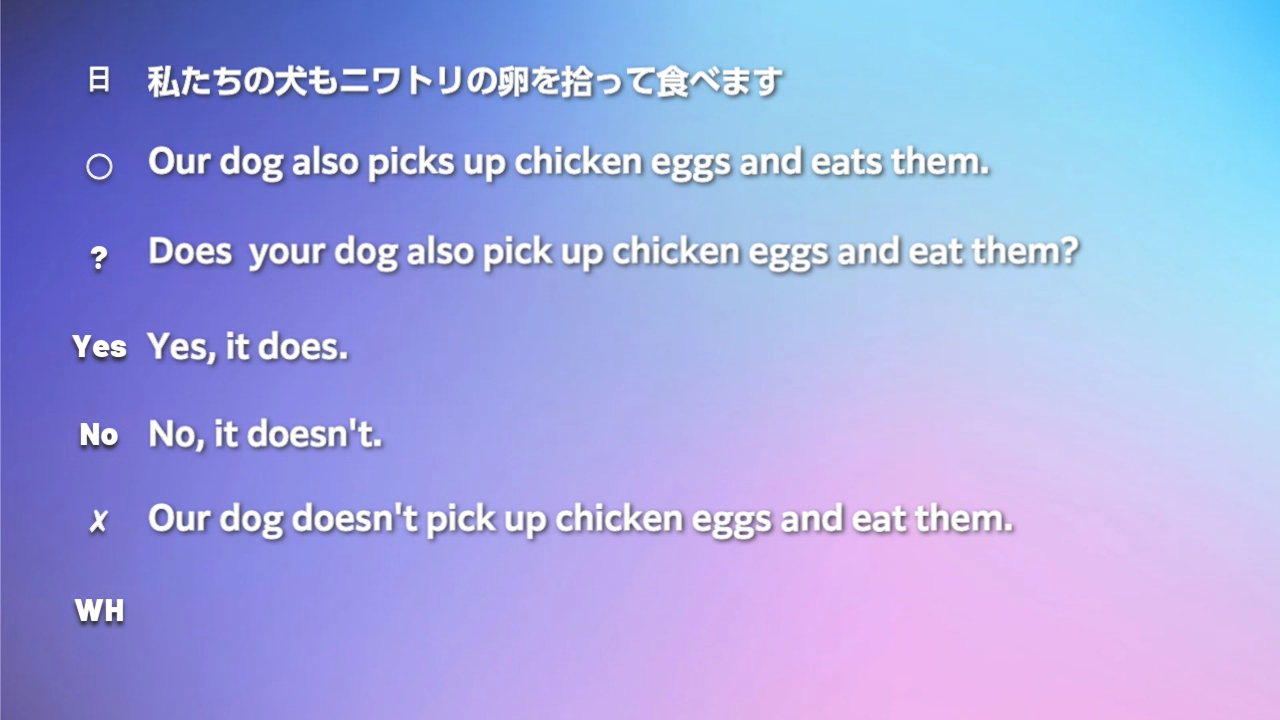 日 私たちの犬もニワトリの卵を拾って食べます
○ Our dog also picks up chicken eggs and eats them.
? Does  your dog also pick up chicken eggs and eat them?
Yes Yes, it does.
No No, it doesn't.
✗ Our dog doesn't pick up chicken eggs and eat them.
WH